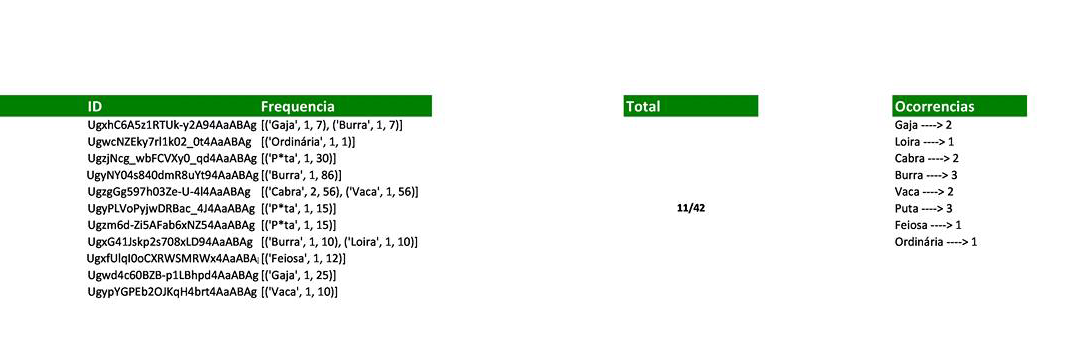 ID Frequencia Total Ocorrencias
UgxhC6A5z1RTUk-y2A94AaABAg [('Gaja', 1, 7), ('Burra', 1, 7)] Gaja ----> 2
UgwcNZEky7rl1k02_0t4AaABAg [('Ordinária', 1, 1)] Loira ----> 1
UgzjNcg_wbFCVXy0_qd4AaABAg [('P*ta', 1, 30)] Cabra ----> 2
UgyNY04s840dmR8uYt94AaABAg [('Burra', 1, 86)] Burra ----> 3
UgzgGg597h03Ze-U-4l4AaABAg [('Cabra', 2, 56), ('Vaca', 1, 56)] Vaca ----> 2
UgyPLVoPyjwDRBac_4J4AaABAg [('P*ta', 1, 15)] 11/42 Puta ----> 3
Ugzm6d-Zi5AFab6xNZ54AaABAg [('P*ta', 1, 15)] Feiosa ----> 1
UgxG41Jskp2s708xLD94AaABAg [('Burra', 1, 10), ('Loira', 1, 10)] Ordinária ----> 1
UgxfUlqI0oCXRWSMRWx4AaABA [('Feiosa', 1, 12)]
Ugwd4c60BZB-p1LBhpd4AaABAg [('Gaja', 1, 25)]
UgypYGPEb2OJKqH4brt4AaABAg [('Vaca', 1, 10)]